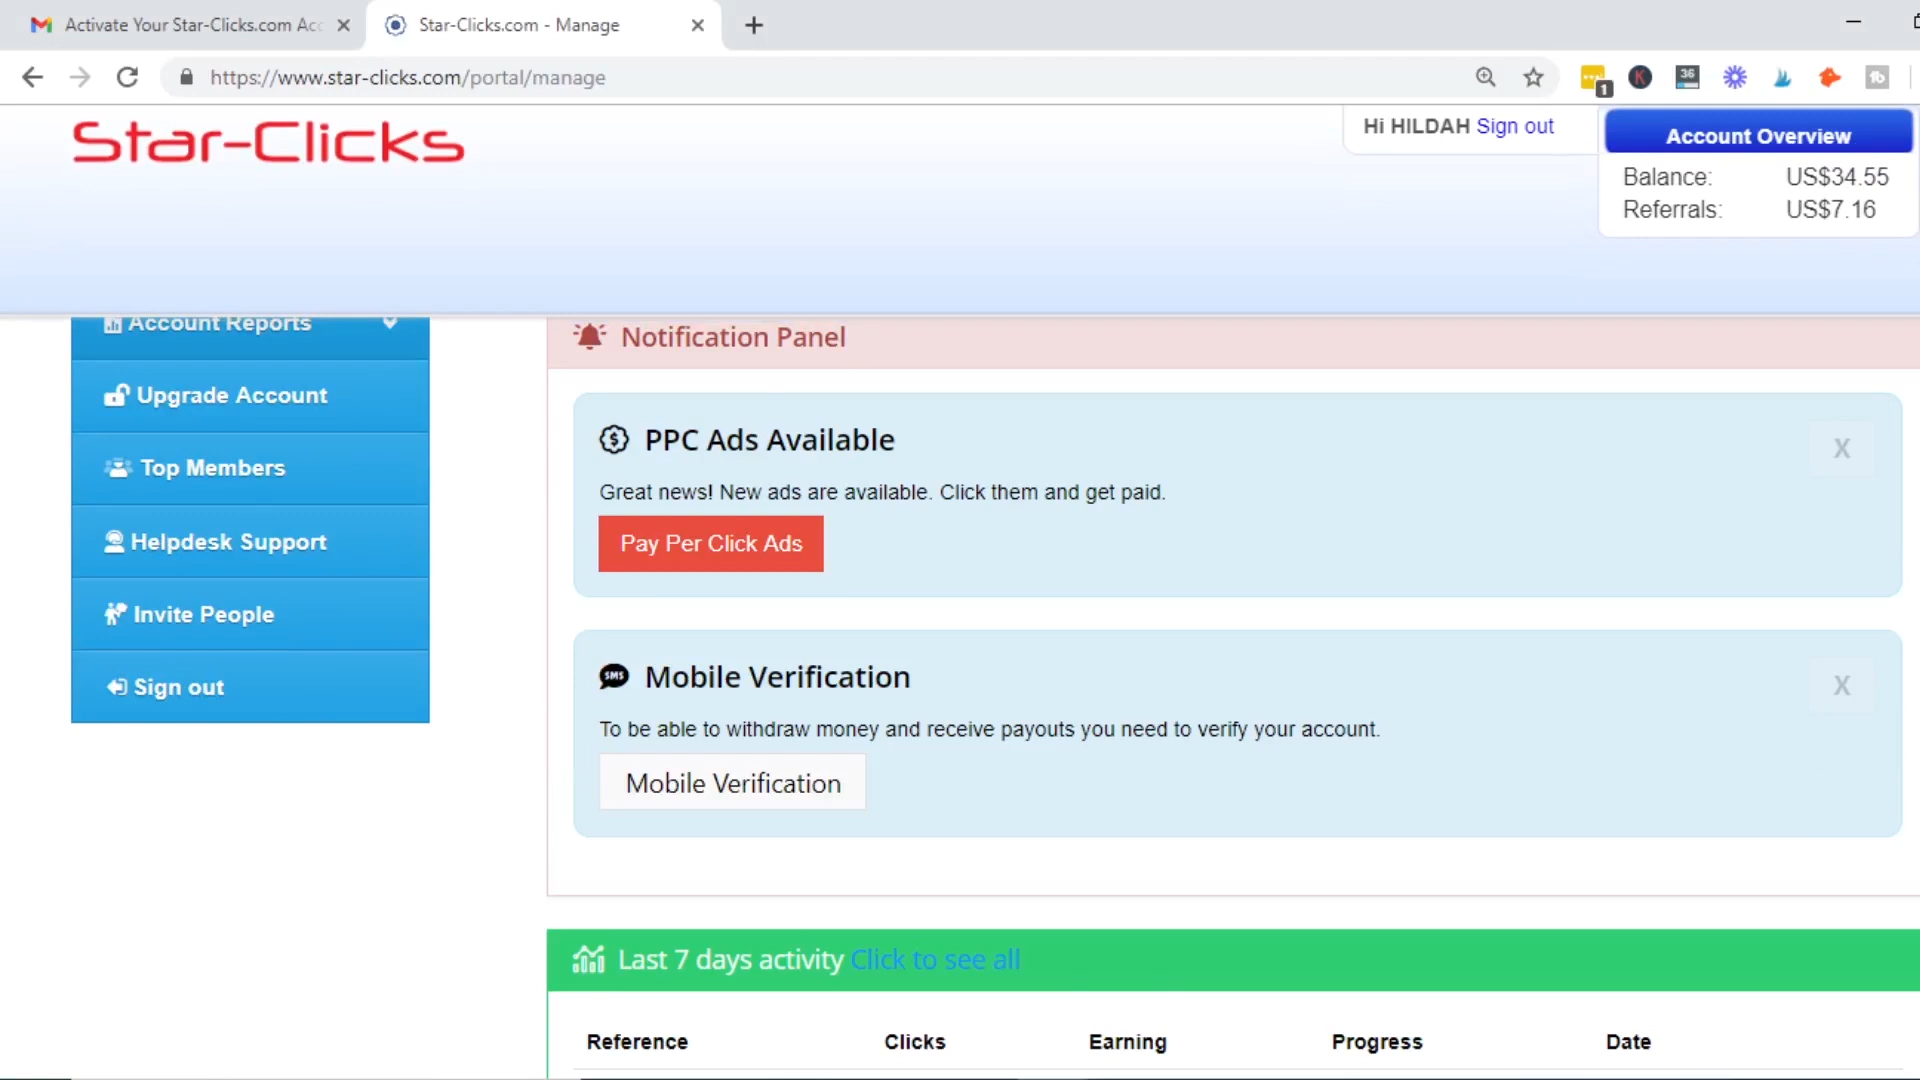 Activate Your Star-Clicks.com Acc
Star-Clicks.com - Manage
https://www.star-clicks.com/portal/manage
1
K
36
Star-Clicks
Hi HILDAH Sign out
Account Overview
Balance: US$34.55
Referrals: US$7.16
Account Reports
Upgrade Account
Top Members
Helpdesk Support
Invite People
Sign out
Notification Panel
PPC Ads Available
X
Great news! New ads are available. Click them and get paid.
Pay Per Click Ads
SMS Mobile Verification
X
To be able to withdraw money and receive payouts you need to verify your account.
Mobile Verification
Last 7 days activity Click to see all
Reference Clicks Earning Progress Date